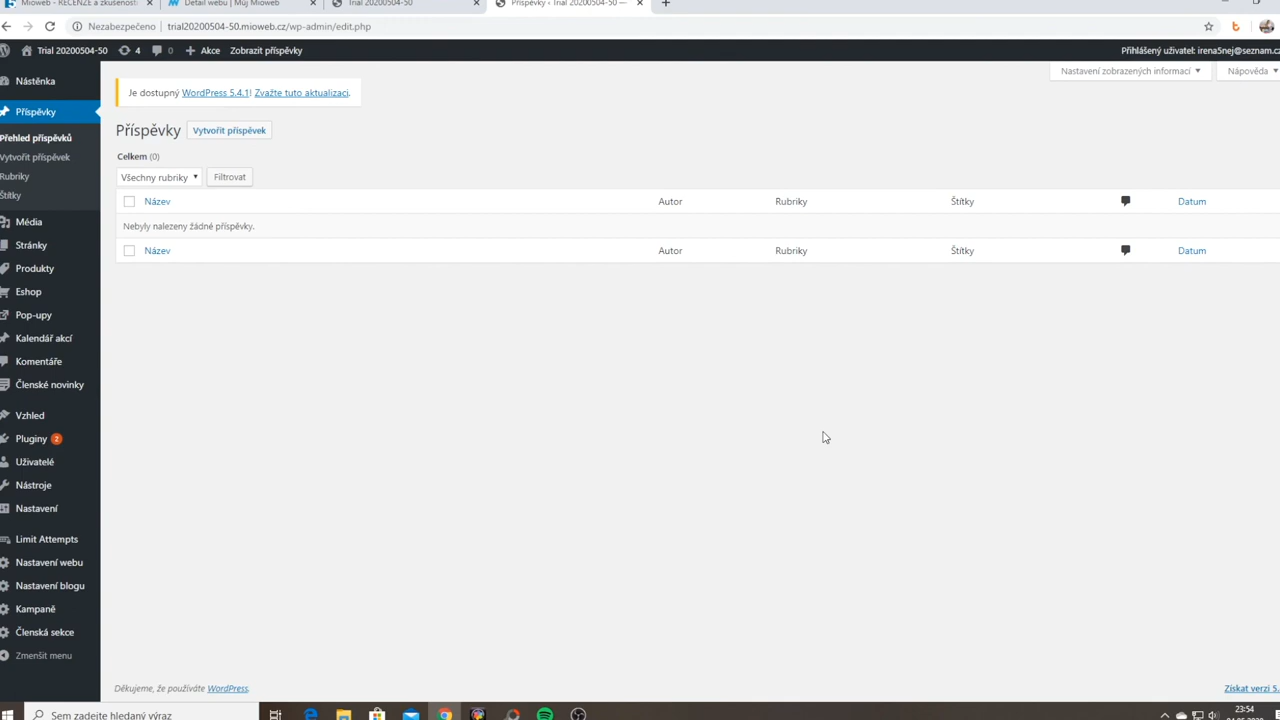 Mioweb - RECENZE a zkušenos
Detail webu | Můj Mioweb
Trial 20200504-50
Příspěvky ‹ Trial 20200504-50 —
Nezabezpečeno
trial20200504-50.mioweb.cz/wp-admin/edit.php
Trial 20200504-50
4
0
Akce
Zobrazit příspěvky
Přihlášený uživatel: irena5nej@seznam.c
Nastavení zobrazených informací ▼
Nápověda ▼
Nástěnka
Příspěvky
Přehled příspěvků
Vytvořit příspěvek
Rubriky
Štítky
Média
Stránky
Produkty
Eshop
Pop-upy
Kalendář akcí
Komentáře
Členské novinky
Vzhled
Pluginy 2
Uživatelé
Nástroje
Nastavení
Limit Attempts
Nastavení webu
Nastavení blogu
Kampaně
Členská sekce
Zmenšit menu
Je dostupný WordPress 5.4.1! Zvažte tuto aktualizaci.
Příspěvky
Vytvořit příspěvek
Celkem (0)
Všechny rubriky
Filtrovat
Název Autor Rubriky Štítky Datum
Nebyly nalezeny žádné příspěvky.
Název Autor Rubriky Štítky Datum
Děkujeme, že používáte WordPress.
Získat verzi 5.
Sem zadejte hledaný výraz
23:54